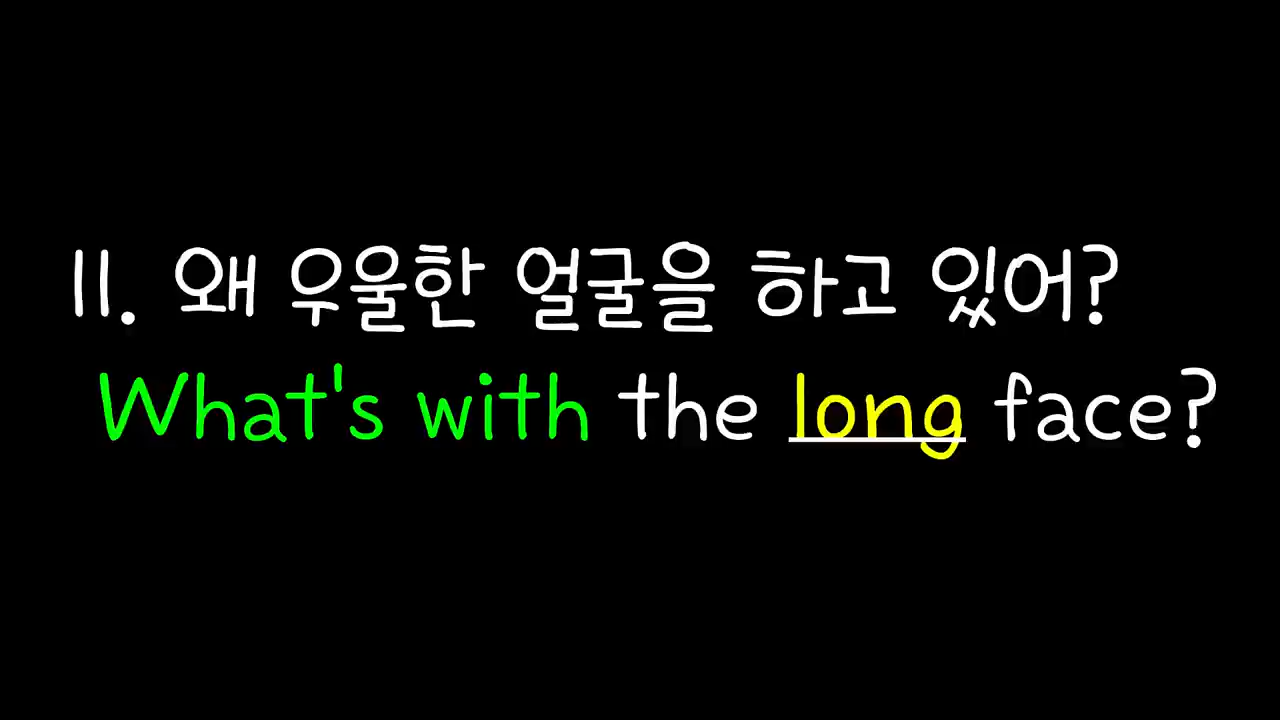 11. 왜 우울한 얼굴을 하고 있어?
What's with the long face?